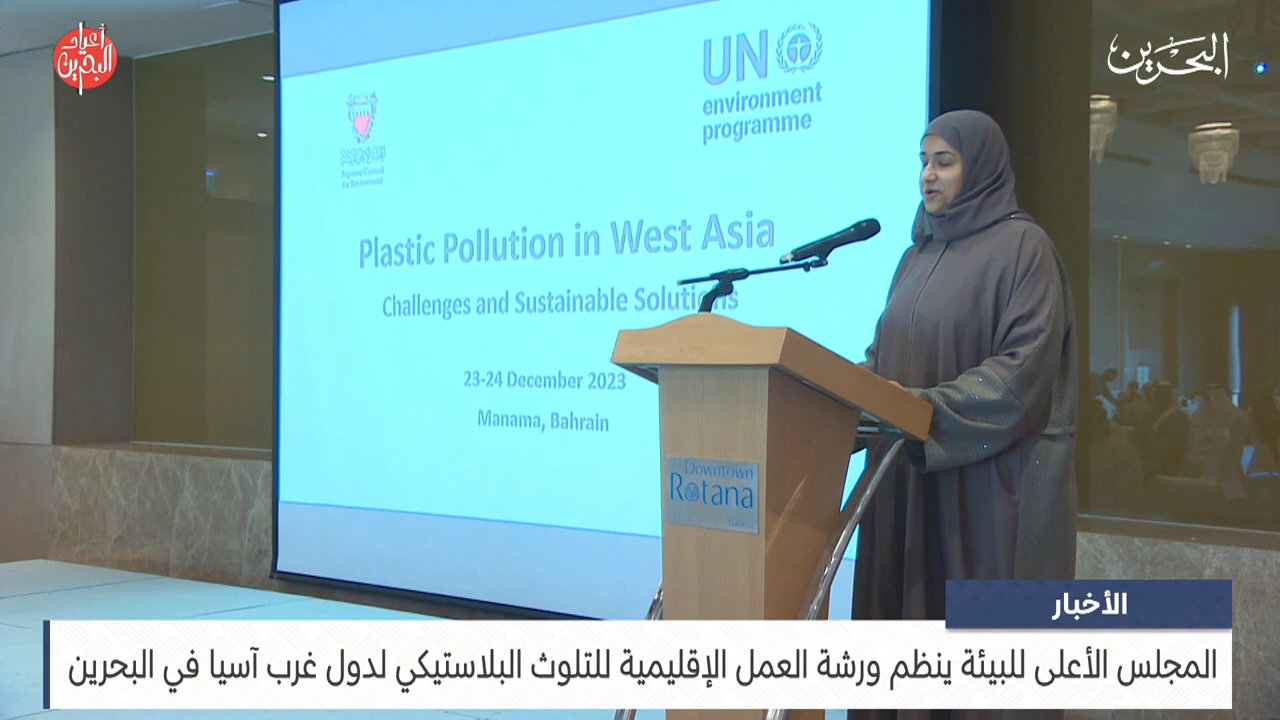 أعياد
البحرين
البحرين
UN
environment
programme
Supreme Council
for Environment
Plastic Pollution in West Asia
Challenges and Sustainable Solutions
23-24 December 2023
Manama, Bahrain
Downtown
Rotana
الأخبار
المجلس الأعلى للبيئة ينظم ورشة العمل الإقليمية للتلوث البلاستيكي لدول غرب آسيا في البحرين